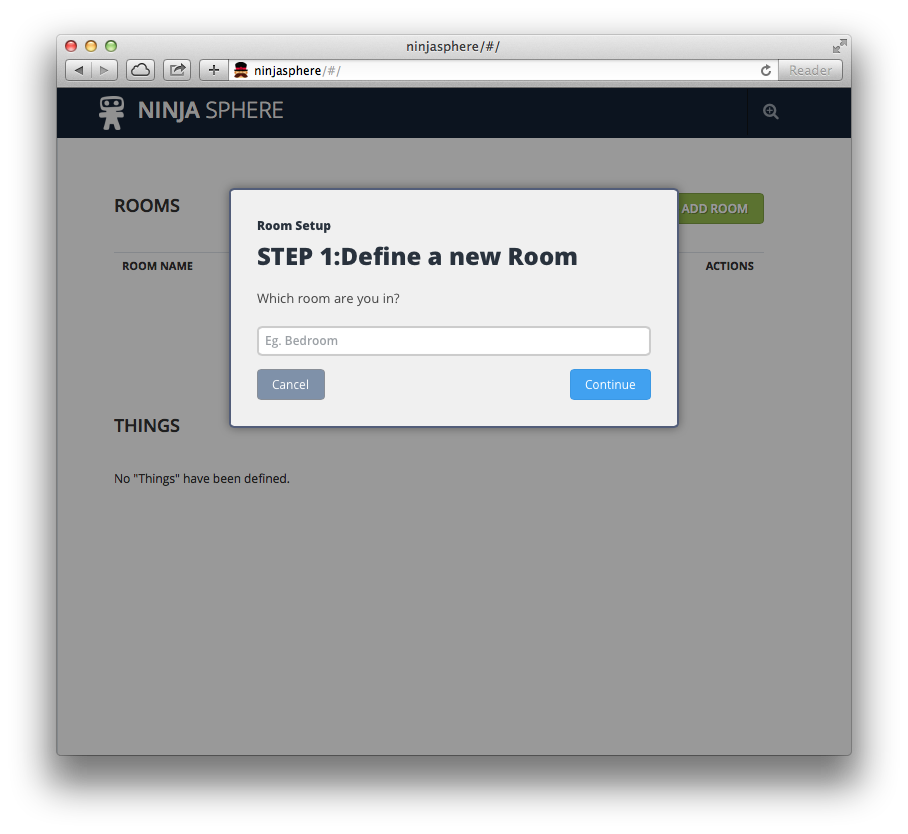 ninjasphere/#/
ninjasphere/#/
Reader
NINJA SPHERE
ROOMS
ADD ROOM
ROOM NAME
ACTIONS
Room Setup
STEP 1:Define a new Room
Which room are you in?
Eg. Bedroom
Cancel
Continue
THINGS
No "Things" have been defined.